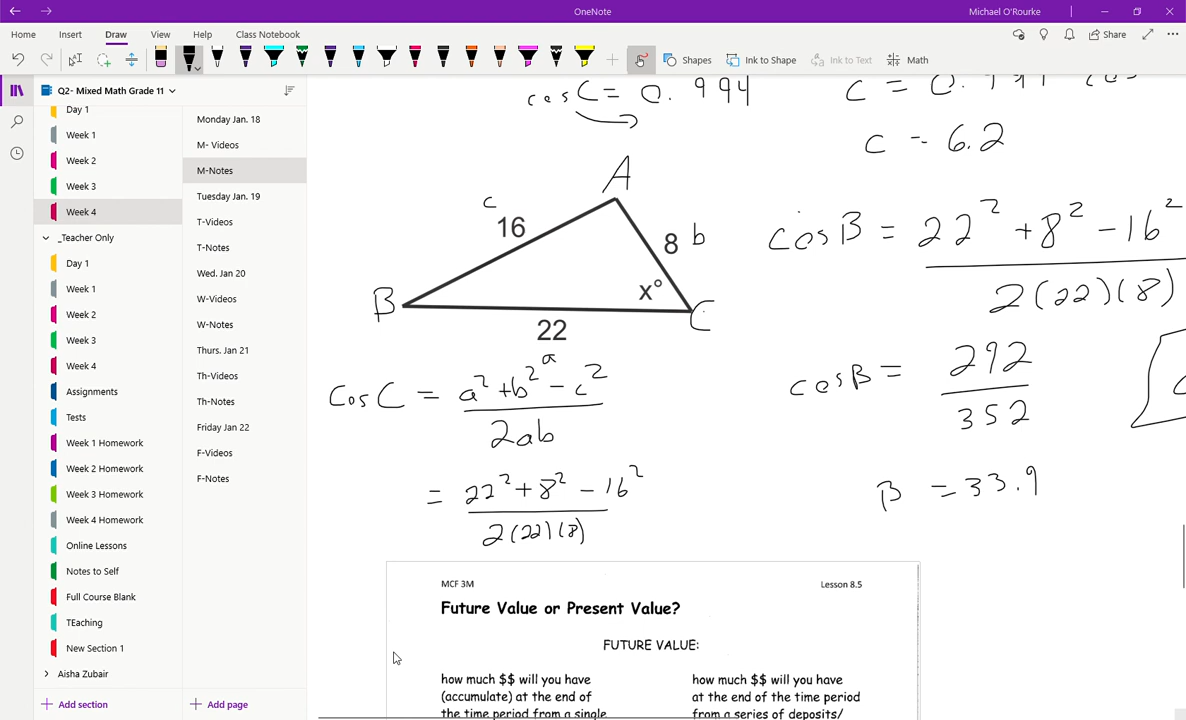 OneNote
Michael O'Rourke
Home Insert Draw View Help Class Notebook
Share
Shapes Ink to Shape Ink to Text Math
Q2- Mixed Math Grade 11
Day 1
Week 1
Week 2
Week 3
Week 4
_Teacher Only
Day 1
Week 1
Week 2
Week 3
Week 4
Assignments
Tests
Week 1 Homework
Week 2 Homework
Week 3 Homework
Week 4 Homework
Online Lessons
Notes to Self
Full Course Blank
TEaching
New Section 1
Aisha Zubair
Add section
Monday Jan. 18
M- Videos
M-Notes
Tuesday Jan. 19
T-Videos
T-Notes
Wed. Jan 20
W-Videos
W-Notes
Thurs. Jan 21
Th-Videos
Th-Notes
Friday Jan 22
F-Videos
F-Notes
Add page
cos C = 0.994
A
c
16
8 b
B
x°
C
22
a
cos C = a² + b² - c²
2ab
= 22² + 8² - 16²
2(22)(8)
c = 6.2
cos B = 22² + 8² - 16²
2(22)(8)
cos B = 292
352
B = 33.9
MCF 3M
Lesson 8.5
Future Value or Present Value?
FUTURE VALUE:
how much $$ will you have
(accumulate) at the end of
the time period from a single
how much $$ will you have
at the end of the time period
from a series of deposits/